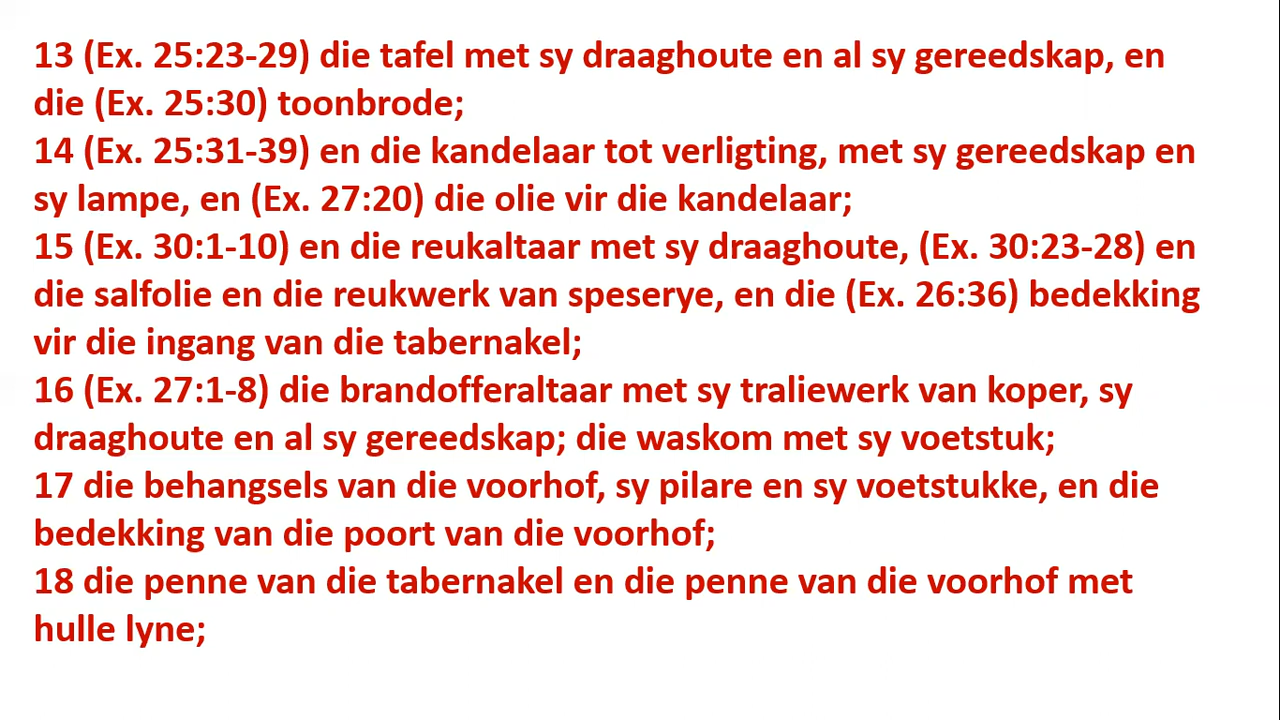 13 (Ex. 25:23-29) die tafel met sy draaghoute en al sy gereedskap, en
die (Ex. 25:30) toonbrode;
14 (Ex. 25:31-39) en die kandelaar tot verligting, met sy gereedskap en
sy lampe, en (Ex. 27:20) die olie vir die kandelaar;
15 (Ex. 30:1-10) en die reukaltaar met sy draaghoute, (Ex. 30:23-28) en
die salfolie en die reukwerk van speserye, en die (Ex. 26:36) bedekking
vir die ingang van die tabernakel;
16 (Ex. 27:1-8) die brandofferaltaar met sy traliewerk van koper, sy
draaghoute en al sy gereedskap; die waskom met sy voetstuk;
17 die behangsels van die voorhof, sy pilare en sy voetstukke, en die
bedekking van die poort van die voorhof;
18 die penne van die tabernakel en die penne van die voorhof met
hulle lyne;